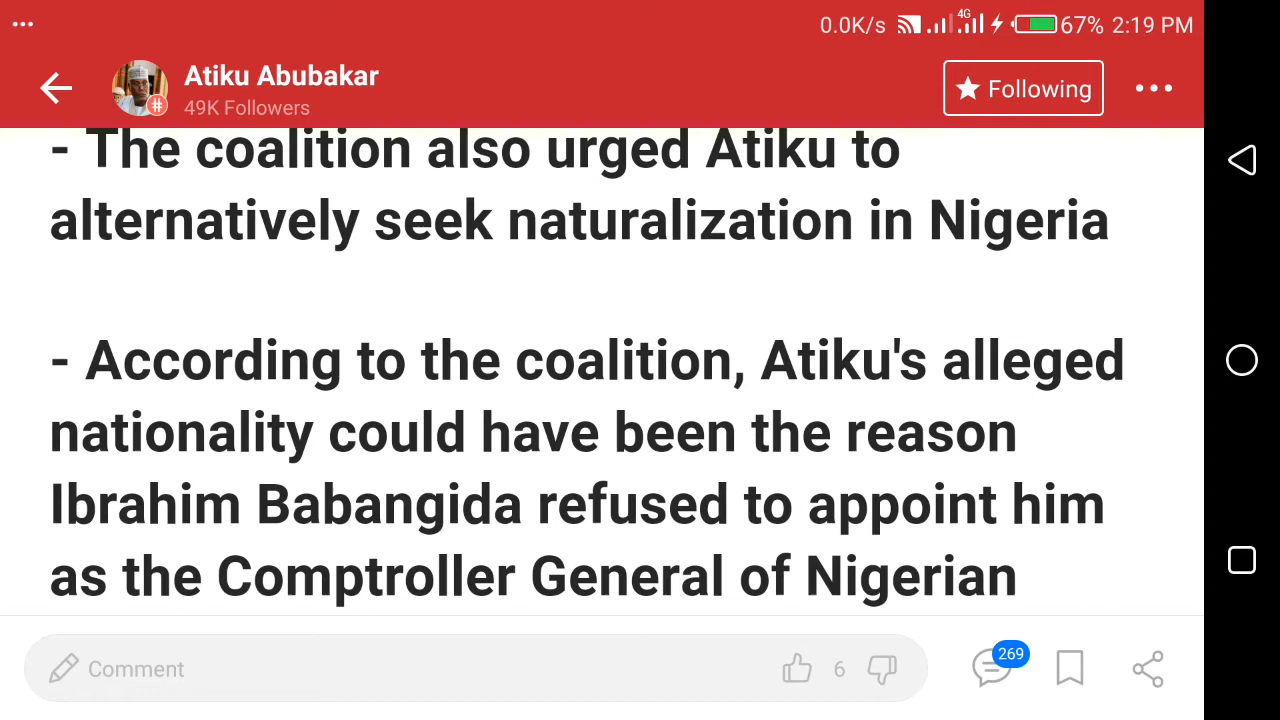 0.0K/s 4G 67% 2:19 PM
Atiku Abubakar
49K Followers
Following
- The coalition also urged Atiku to
alternatively seek naturalization in Nigeria
- According to the coalition, Atiku's alleged
nationality could have been the reason
Ibrahim Babangida refused to appoint him
as the Comptroller General of Nigerian
Comment 6 269